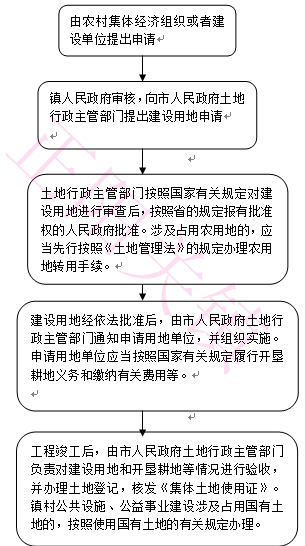 由农村集体经济组织或者建
设单位提出申请
镇人民政府审核，向市人民政府土地
行政主管部门提出建设用地申请
土地行政主管部门按照国家有关规定对建
设用地进行审查后，按照省的规定报有批准
权的人民政府批准。涉及占用农用地的，应
当先行按照《土地管理法》的规定办理农用
地转用手续。
建设用地经依法批准后，由市人民政府土地行
政主管部门通知申请用地单位，并组织实施。
申请用地单位应当按照国家有关规定履行开垦
耕地义务和缴纳有关费用等。
工程竣工后，由市人民政府土地行政主管部门
负责对建设用地和开垦耕地等情况进行验收，
并办理土地登记，核发《集体土地使用证》。
镇村公共设施、公益事业建设涉及占用国有土
地的，按照使用国有土地的有关规定办理。